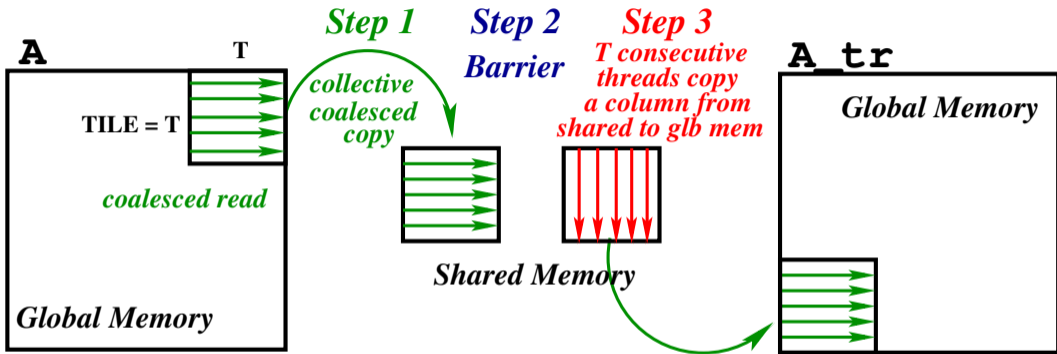 A
T
TILE = T
coalesced read
Global Memory
Step 1
collective
coalesced
copy
Step 2
Barrier
Step 3
T consecutive
threads copy
a column from
shared to glb mem
Shared Memory
A_tr
Global Memory